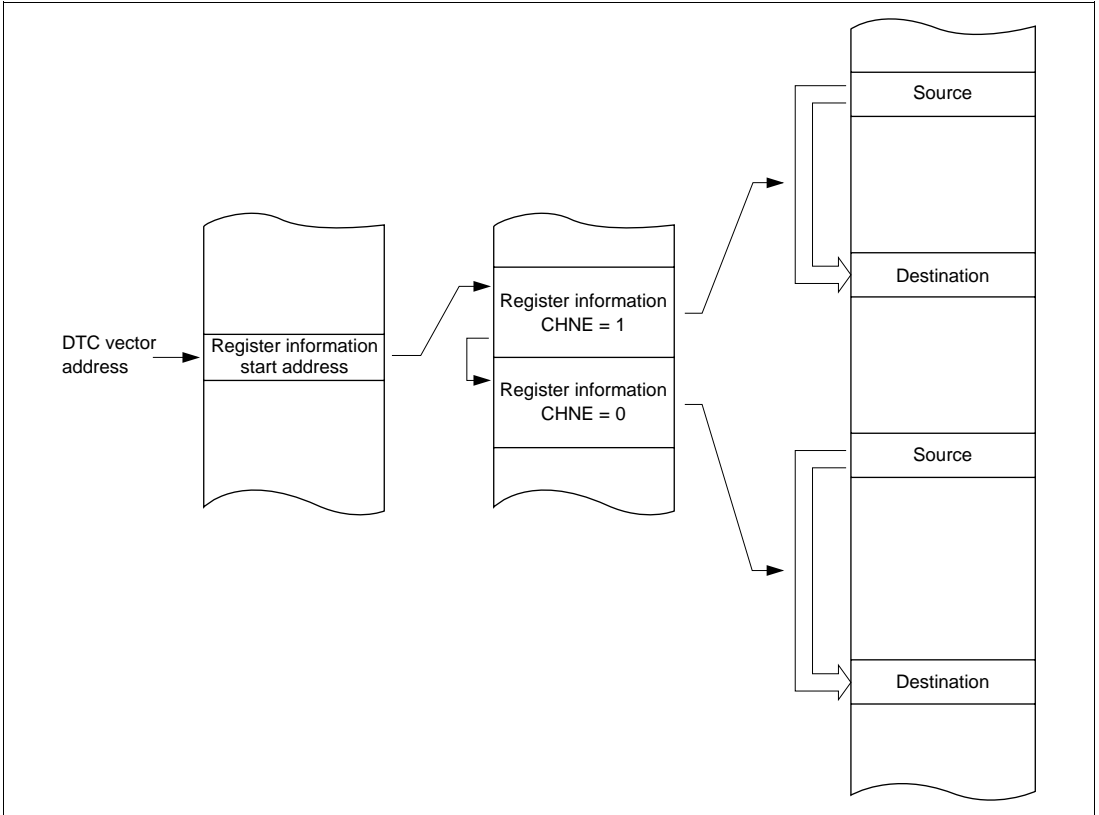 DTC vector
address
Register information
start address
Register information
CHNE = 1
Register information
CHNE = 0
Source
Destination
Source
Destination